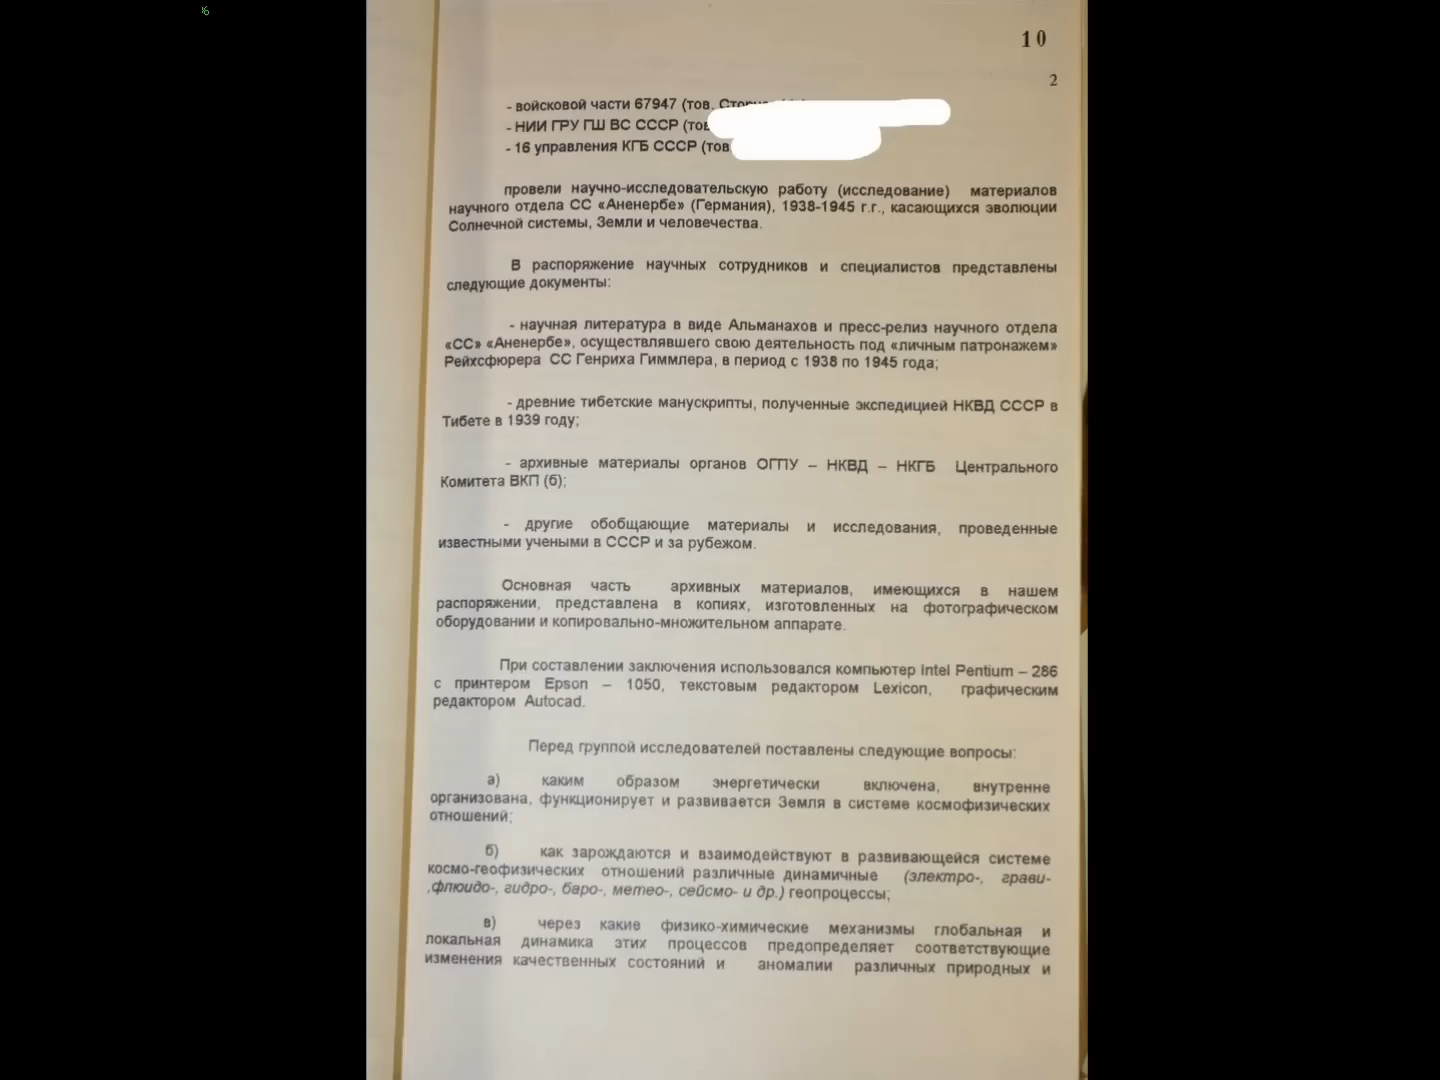 10
2
- войсковой части 67947 (тов.
- НИИ ГРУ ГШ ВС СССР (тов
- 16 управления КГБ СССР (тов
провели научно-исследовательскую работу (исследование) материалов
научного отдела СС «Аненербе» (Германия), 1938-1945 г.г., касающихся эволюции
Солнечной системы, Земли и человечества.
В распоряжение научных сотрудников и специалистов представлены
следующие документы:
- научная литература в виде Альманахов и пресс-релиз научного отдела
«СС» «Аненербе», осуществлявшего свою деятельность под «личным патронажем»
Рейхсфюрера СС Генриха Гиммлера, в период с 1938 по 1945 года;
- древние тибетские манускрипты, полученные экспедицией НКВД СССР в
Тибете в 1939 году;
- архивные материалы органов ОГПУ – НКВД – НКГБ Центрального
Комитета ВКП (б);
- другие обобщающие материалы и исследования, проведенные
известными учеными в СССР и за рубежом.
Основная часть архивных материалов, имеющихся в нашем
распоряжении, представлена в копиях, изготовленных на фотографическом
оборудовании и копировально-множительном аппарате.
При составлении заключения использовался компьютер Intel Pentium – 286
с принтером Epson – 1050, текстовым редактором Lexicon, графическим
редактором Autocad.
Перед группой исследователей поставлены следующие вопросы:
а) каким образом энергетически включена, внутренне
организована, функционирует и развивается Земля в системе космофизических
отношений;
б) как зарождаются и взаимодействуют в развивающейся системе
космо-геофизических отношений различные динамичные (электро-, грави-
,флюидо-, гидро-, баро-, метео-, сейсмо- и др.) геопроцессы;
в) через какие физико-химические механизмы глобальная и
локальная динамика этих процессов предопределяет соответствующие
изменения качественных состояний и аномалии различных природных и